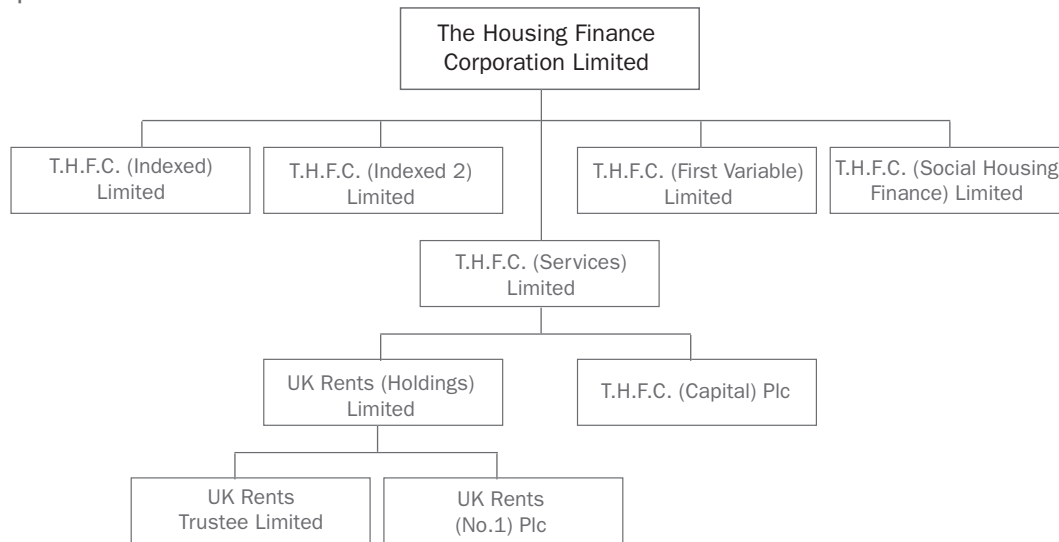 The Housing Finance
Corporation Limited
T.H.F.C. (Indexed)
Limited
T.H.F.C. (Indexed 2)
Limited
T.H.F.C. (First Variable)
Limited
T.H.F.C. (Social Housing
Finance) Limited
T.H.F.C. (Services)
Limited
UK Rents (Holdings)
Limited
T.H.F.C. (Capital) Plc
UK Rents
Trustee Limited
UK Rents
(No.1) Plc